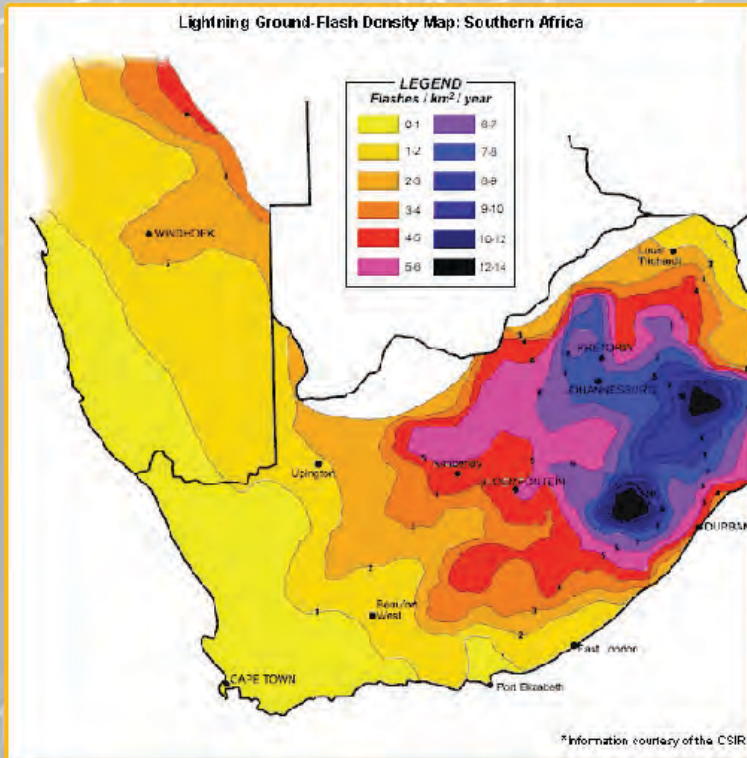 Lightning Ground-Flash Density Map: Southern Africa
LEGEND
Flashes / km² / year
0-1
1-2
2-3
3-4
4-5
5-6
6-7
7-8
8-9
9-10
10-12
12-14
WINDHOEK
Louis
Trichardt
PRETORIA
JOHANNESBURG
Upington
Kimberley
BLOEMFONTEIN
DURBAN
Beaufort
West
East London
CAPE TOWN
Port Elizabeth
*Information courtesy of the CSIR